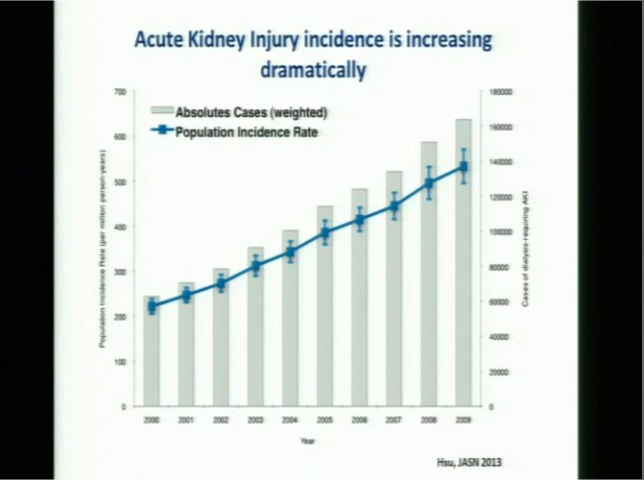 Acute Kidney Injury incidence is increasing
dramatically
Absolutes Cases (weighted)
Population Incidence Rate
Population Incidence Rate (per million person-years)
700
600
500
400
300
200
100
0
180000
160000
140000
120000
100000
80000
60000
40000
20000
0
Cases of dialysis-requiring AKI
2000 2001 2002 2003 2004 2005 2006 2007 2008 2009
Year
Hsu, JASN 2013